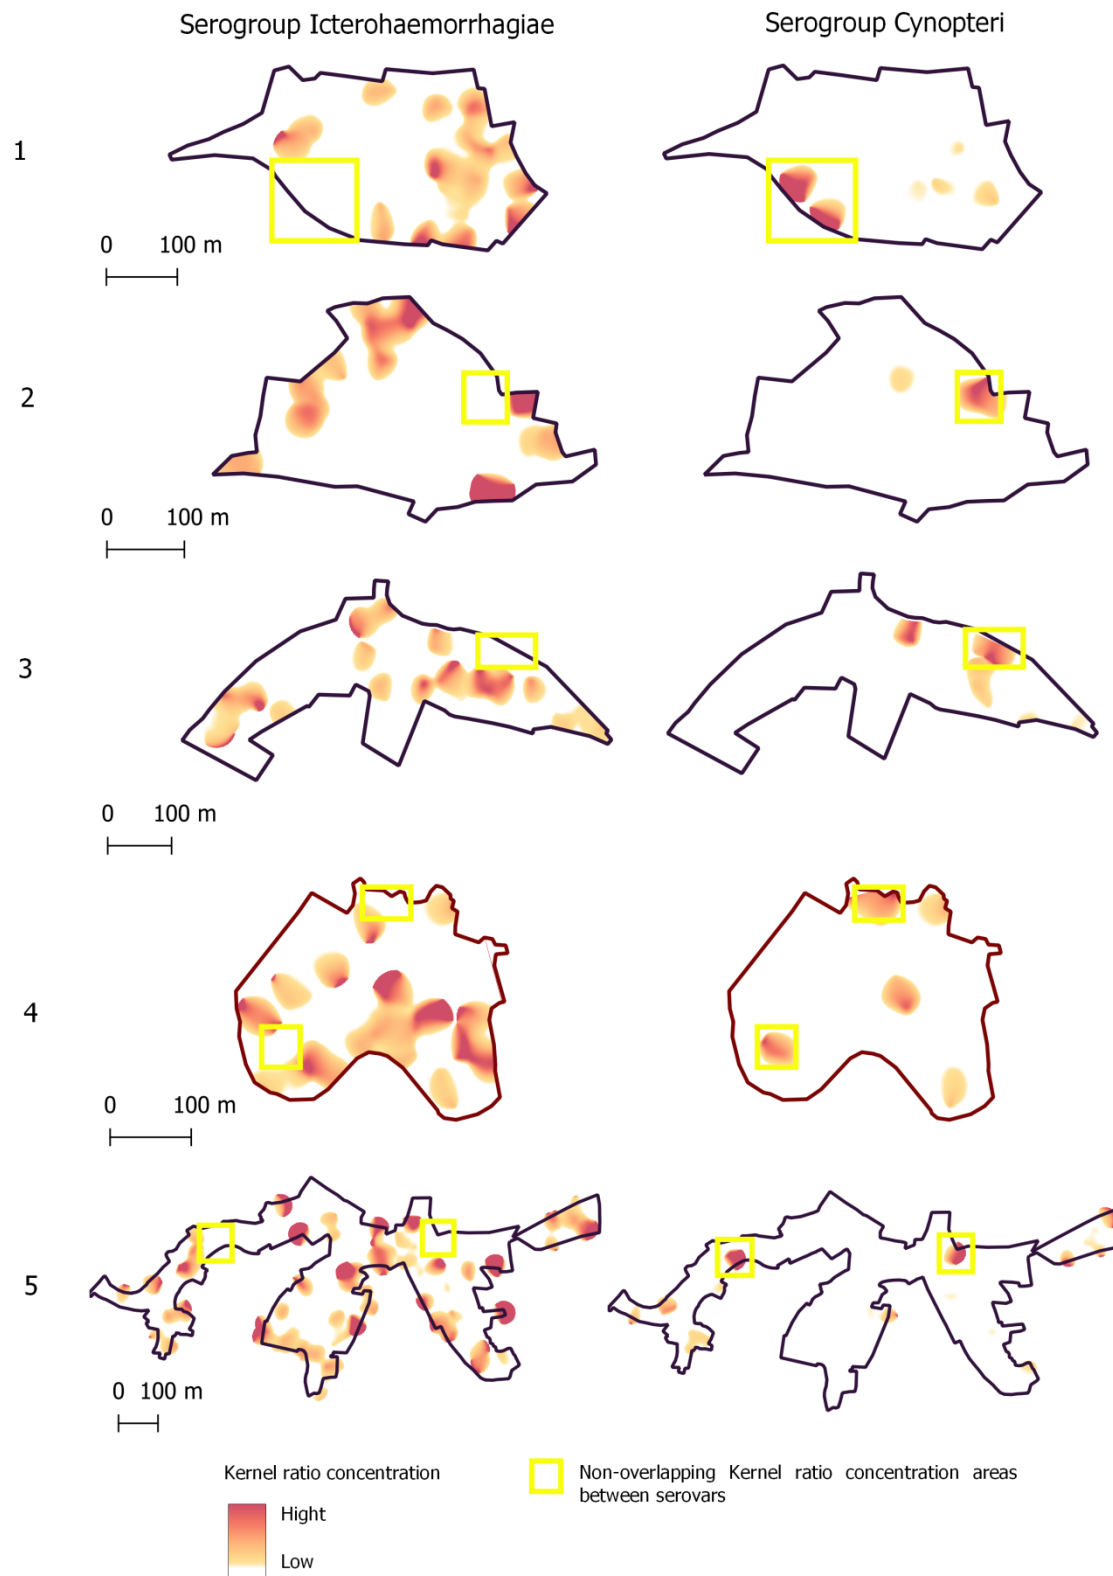 Serogroup Icterohaemorrhagiae Serogroup Cynopteri
1
0 100 m
2
0 100 m
3
0 100 m
4
0 100 m
5
0 100 m
Kernel ratio concentration
Hight
Low
Non-overlapping Kernel ratio concentration areas
between serovars